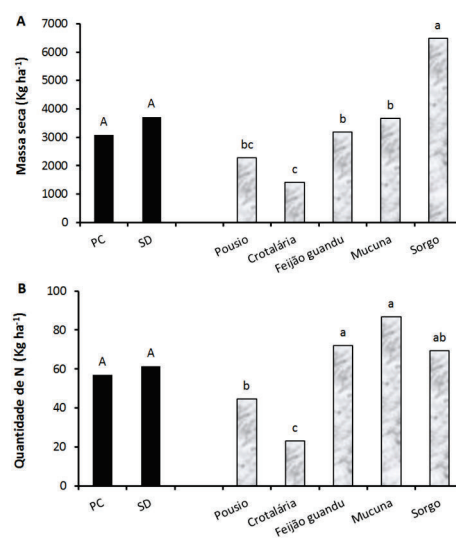 A
Massa seca (Kg ha⁻¹)
7000
6000
5000
4000
3000
2000
1000
0
A
A
bc
c
b
b
a
PC
SD
Pousio
Crotalária
Feijão guandu
Mucuna
Sorgo
B
Quantidade de N (Kg ha⁻¹)
100
80
60
40
20
0
A
A
b
c
a
a
ab
PC
SD
Pousio
Crotalária
Feijão guandu
Mucuna
Sorgo